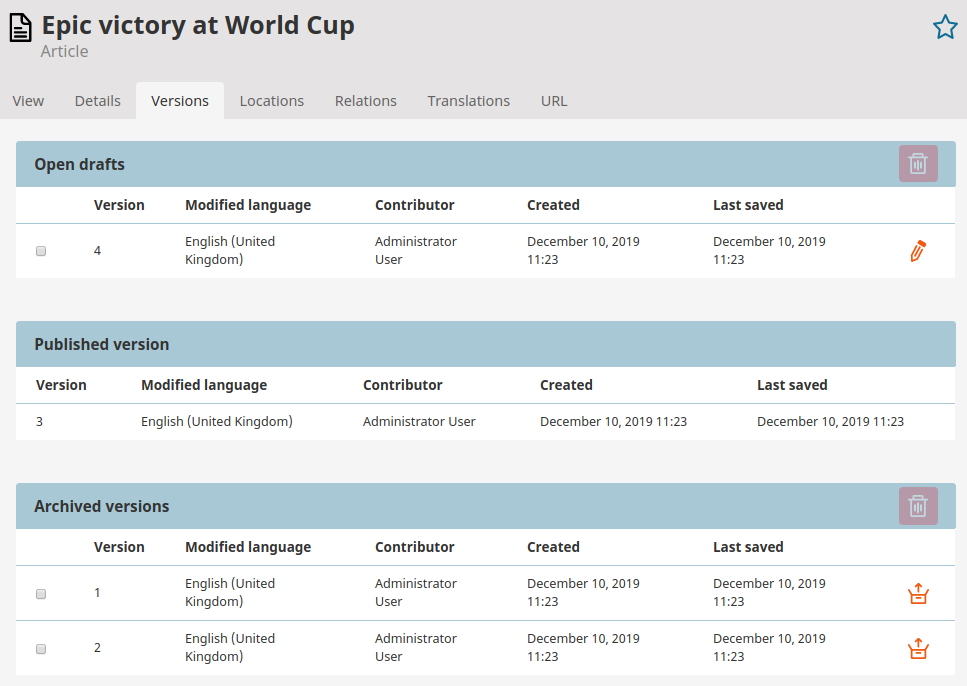 Epic victory at World Cup
Article
View Details Versions Locations Relations Translations URL
Open drafts
Version Modified language Contributor Created Last saved
4 English (United Kingdom) Administrator User December 10, 2019 11:23 December 10, 2019 11:23
Published version
Version Modified language Contributor Created Last saved
3 English (United Kingdom) Administrator User December 10, 2019 11:23 December 10, 2019 11:23
Archived versions
Version Modified language Contributor Created Last saved
1 English (United Kingdom) Administrator User December 10, 2019 11:23 December 10, 2019 11:23
2 English (United Kingdom) Administrator User December 10, 2019 11:23 December 10, 2019 11:23